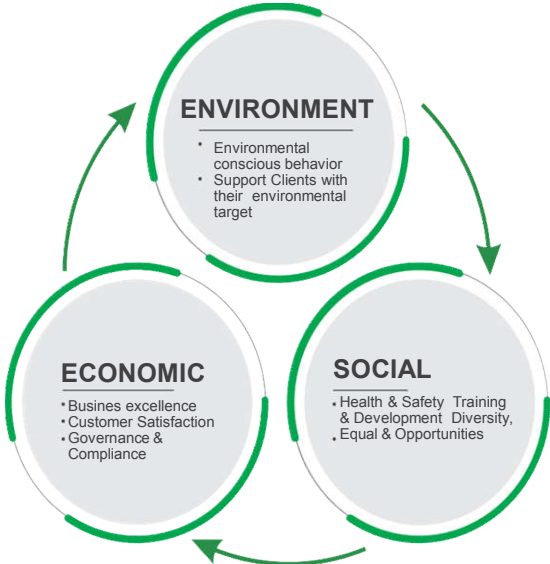 ENVIRONMENT
• Environmental
conscious behavior
• Support Clients with
their environmental
target
ECONOMIC
• Busines excellence
• Customer Satisfaction
• Governance &
Compliance
SOCIAL
• Health & Safety Training
& Development Diversity,
• Equal & Opportunities